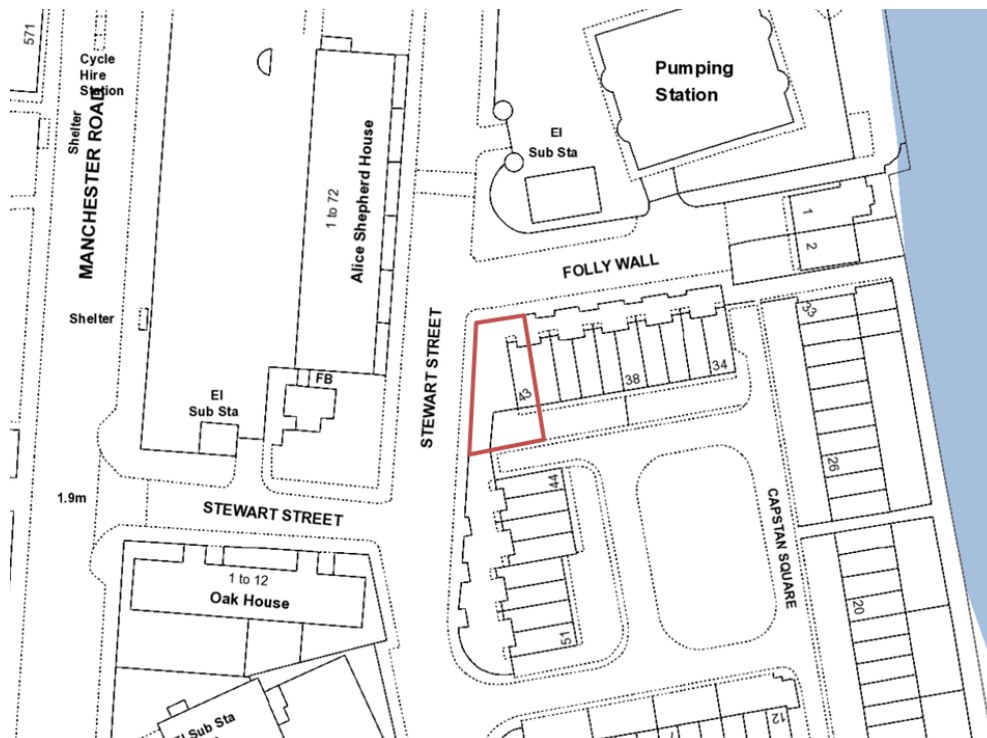 571
Cycle
Hire
Station
Shelter
MANCHESTER ROAD
Shelter
1.9m
1 to 72
Alice Shepherd House
FB
El
Sub Sta
STEWART STREET
STEWART STREET
1 to 12
Oak House
El Sub Sta
Pumping
Station
El
Sub Sta
FOLLY WALL
1
2
33
43
38
34
26
44
CAPSTAN SQUARE
20
51
12